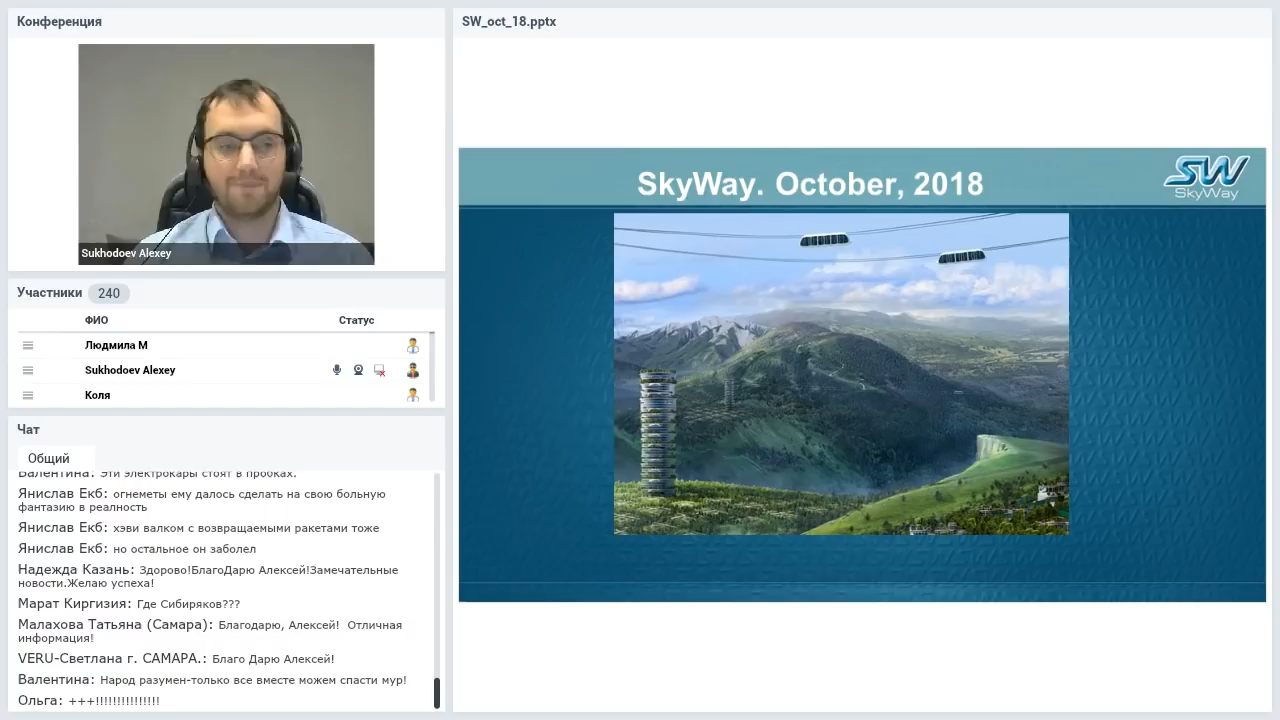 Конференция
Sukhodoev Alexey
Участники 240
ФИО Статус
Людмила М
Sukhodoev Alexey
Коля
Чат
Общий
Валентина: Эти электрокары стоят в пробках.
Янислав Екб: огнеметы ему далось сделать на свою больную
фантазию в реалность
Янислав Екб: хэви валком с возвращаемыми ракетами тоже
Янислав Екб: но остальное он заболел
Надежда Казань: Здорово!БлагоДарю Алексей!Замечательные
новости.Желаю успеха!
Марат Киргизия: Где Сибиряков???
Малахова Татьяна (Самара): Благодарю, Алексей!  Отличная
информация!
VERU-Светлана г. САМАРА.: Благо Дарю Алексей!
Валентина: Народ разумен-только все вместе можем спасти мур!
Ольга: +++!!!!!!!!!!!!!!!
SW_oct_18.pptx
SkyWay. October, 2018
SW
SkyWay